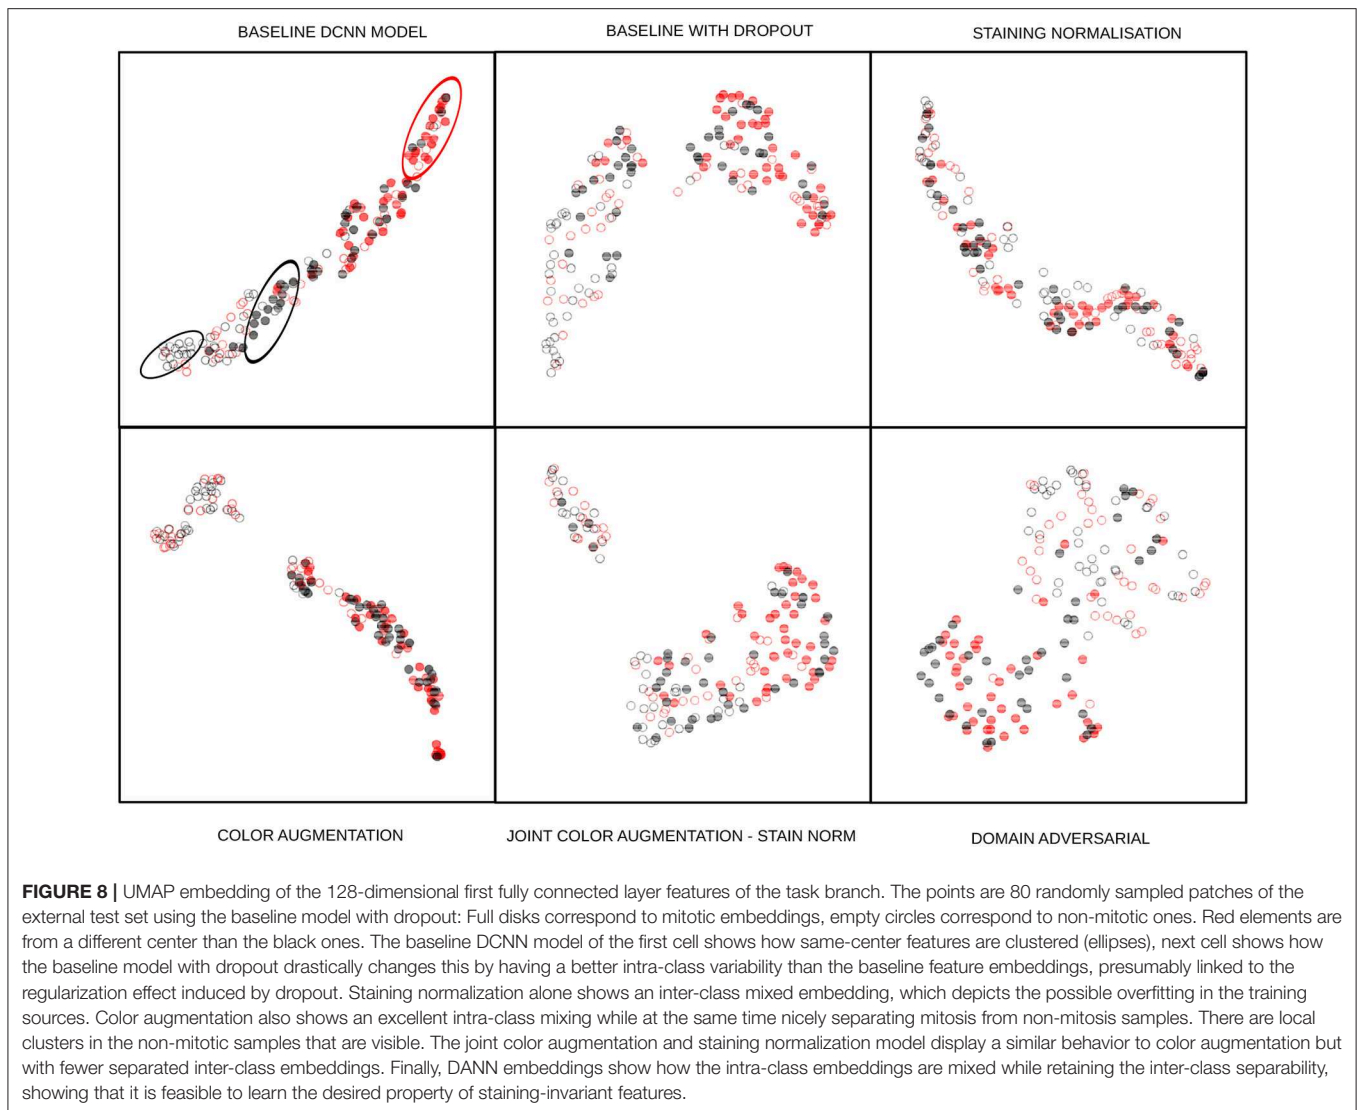 BASELINE DCNN MODEL
BASELINE WITH DROPOUT
STAINING NORMALISATION
COLOR AUGMENTATION
JOINT COLOR AUGMENTATION - STAIN NORM
DOMAIN ADVERSARIAL
FIGURE 8 | UMAP embedding of the 128-dimensional first fully connected layer features of the task branch. The points are 80 randomly sampled patches of the
external test set using the baseline model with dropout: Full disks correspond to mitotic embeddings, empty circles correspond to non-mitotic ones. Red elements are
from a different center than the black ones. The baseline DCNN model of the first cell shows how same-center features are clustered (ellipses), next cell shows how
the baseline model with dropout drastically changes this by having a better intra-class variability than the baseline feature embeddings, presumably linked to the
regularization effect induced by dropout. Staining normalization alone shows an inter-class mixed embedding, which depicts the possible overfitting in the training
sources. Color augmentation also shows an excellent intra-class mixing while at the same time nicely separating mitosis from non-mitosis samples. There are local
clusters in the non-mitotic samples that are visible. The joint color augmentation and staining normalization model display a similar behavior to color augmentation but
with fewer separated inter-class embeddings. Finally, DANN embeddings show how the intra-class embeddings are mixed while retaining the inter-class separability,
showing that it is feasible to learn the desired property of staining-invariant features.